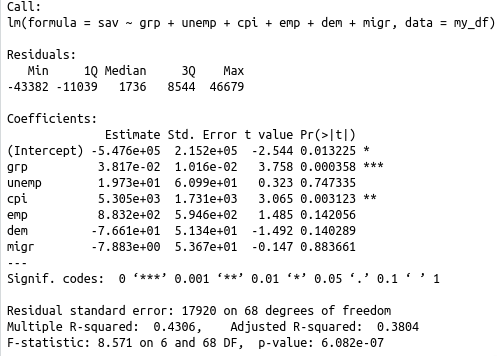 Call:
lm(formula = sav ~ grp + unemp + cpi + emp + dem + migr, data = my_df)
Residuals:
Min 1Q Median 3Q Max
-43382 -11039 1736 8544 46679
Coefficients:
Estimate Std. Error t value Pr(>|t|)
(Intercept) -5.476e+05 2.152e+05 -2.544 0.013225 *
grp 3.817e-02 1.016e-02 3.758 0.000358 ***
unemp 1.973e+01 6.099e+01 0.323 0.747335
cpi 5.305e+03 1.731e+03 3.065 0.003123 **
emp 8.832e+02 5.946e+02 1.485 0.142056
dem -7.661e+01 5.134e+01 -1.492 0.140289
migr -7.883e+00 5.367e+01 -0.147 0.883661
---
Signif. codes: 0 ‘***’ 0.001 ‘**’ 0.01 ‘*’ 0.05 ‘.’ 0.1 ‘ ’ 1
Residual standard error: 17920 on 68 degrees of freedom
Multiple R-squared: 0.4306, Adjusted R-squared: 0.3804
F-statistic: 8.571 on 6 and 68 DF, p-value: 6.082e-07